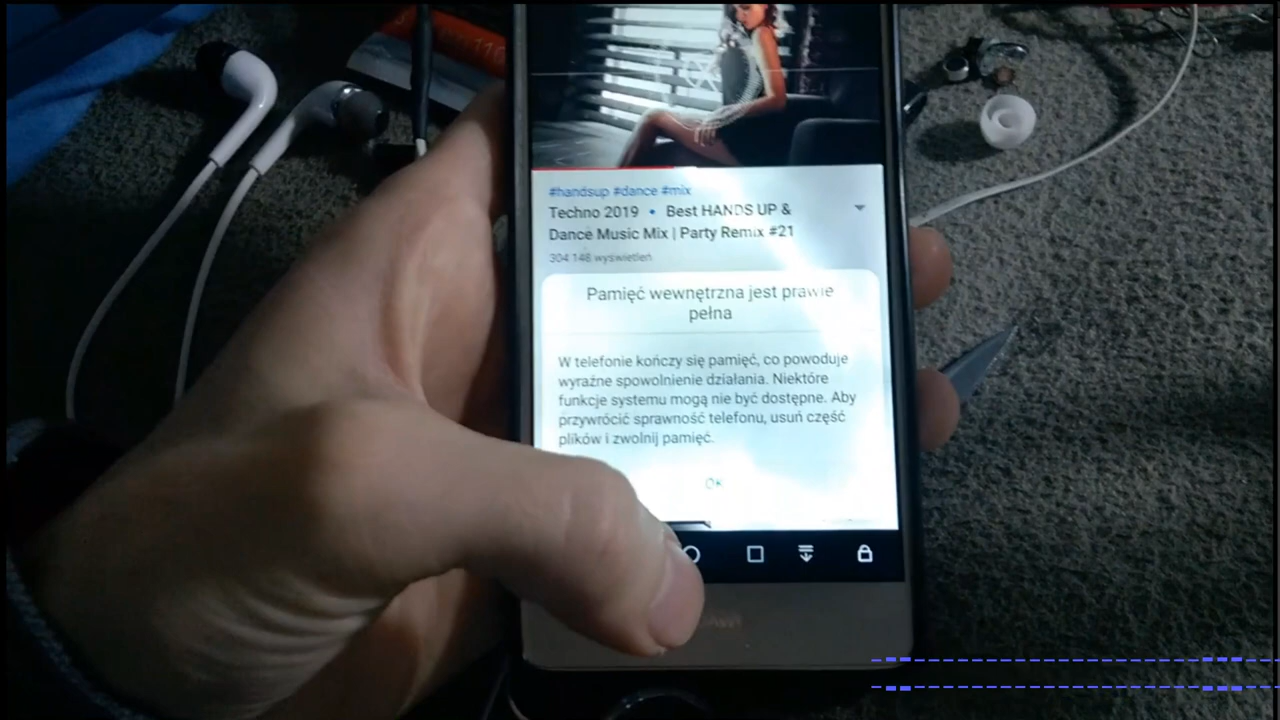 #handsup #dance #mix
Techno 2019 • Best HANDS UP &
Dance Music Mix | Party Remix #21
304 148 wyświetleń
Pamięć wewnętrzna jest prawie
pełna
W telefonie kończy się pamięć, co powoduje
wyraźne spowolnienie działania. Niektóre
funkcje systemu mogą nie być dostępne. Aby
przywrócić sprawność telefonu, usuń część
plików i zwolnij pamięć.
OK